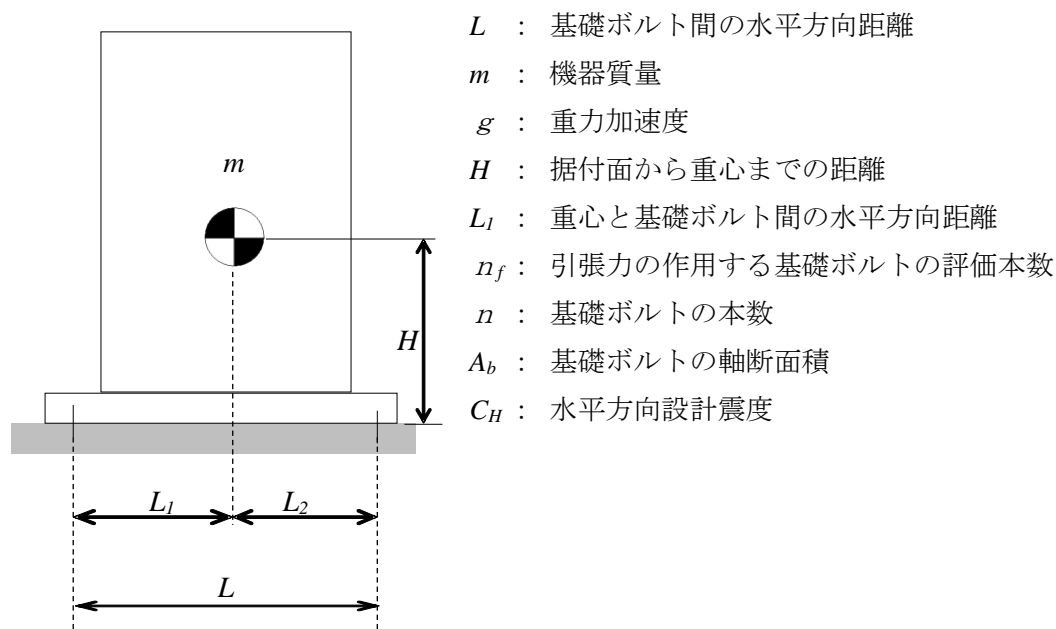 L : 基礎ボルト間の水平方向距離
m : 機器質量
g : 重力加速度
H : 据付面から重心までの距離
L1 : 重心と基礎ボルト間の水平方向距離
nf : 引張力の作用する基礎ボルトの評価本数
n : 基礎ボルトの本数
Ab : 基礎ボルトの軸断面積
CH : 水平方向設計震度
m
H
L1
L2
L